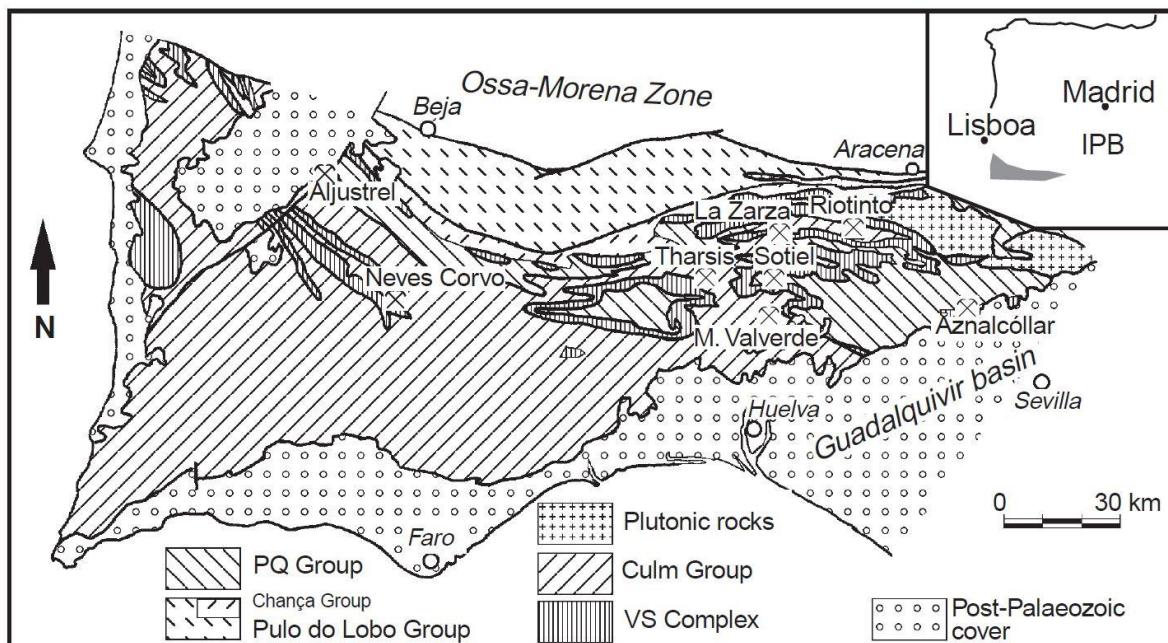 Ossa-Morena Zone
Beja
Aracena
Madrid
Lisboa
IPB
Aljustrel
La Zarza
Riotinto
Neves Corvo
Tharsis
Sotiel
M. Valverde
Aznalcóllar
N
Huelva
Sevilla
Guadalquivir basin
Faro
0 30 km
PQ Group
Chança Group
Pulo do Lobo Group
Plutonic rocks
Culm Group
VS Complex
Post-Palaeozoic
cover